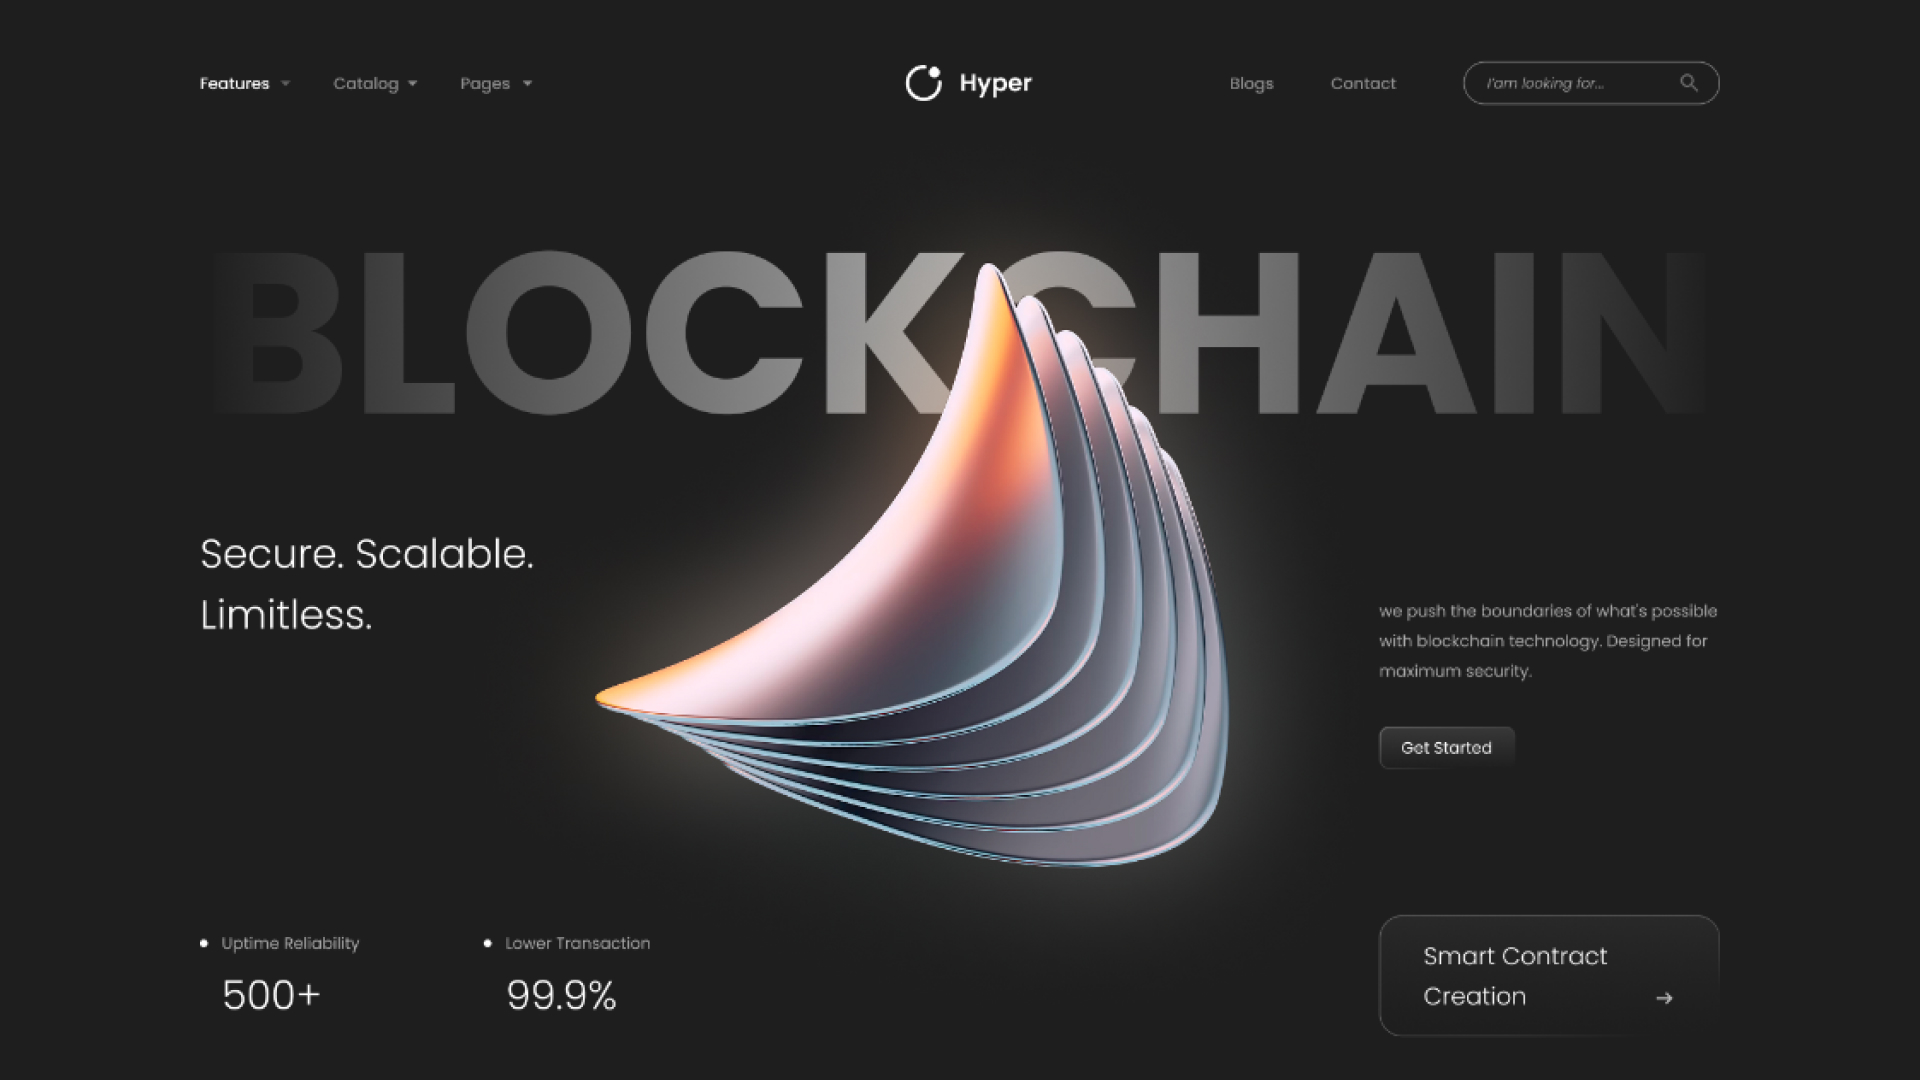 Features
Catalog
Pages
Hyper
Blogs
Contact
I'am looking for...
BLOCKCHAIN
Secure. Scalable.
Limitless.
we push the boundaries of what's possible
with blockchain technology. Designed for
maximum security.
Get Started
Uptime Reliability
500+
Lower Transaction
99.9%
Smart Contract
Creation